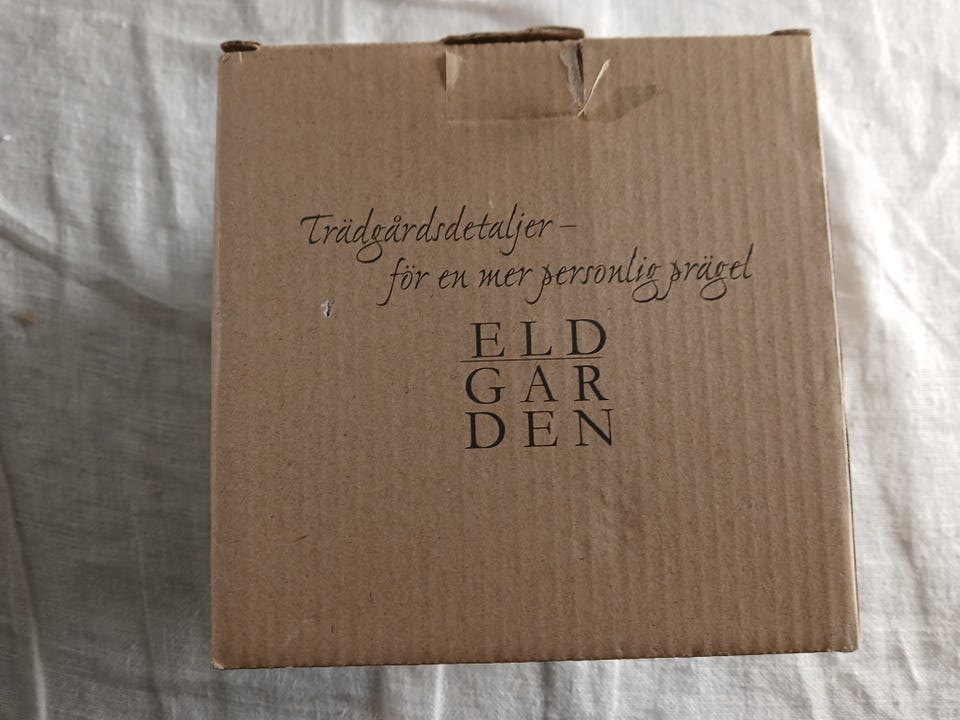 Trädgårdsdetaljer –
för en mer personlig prägel
ELD
GAR
DEN